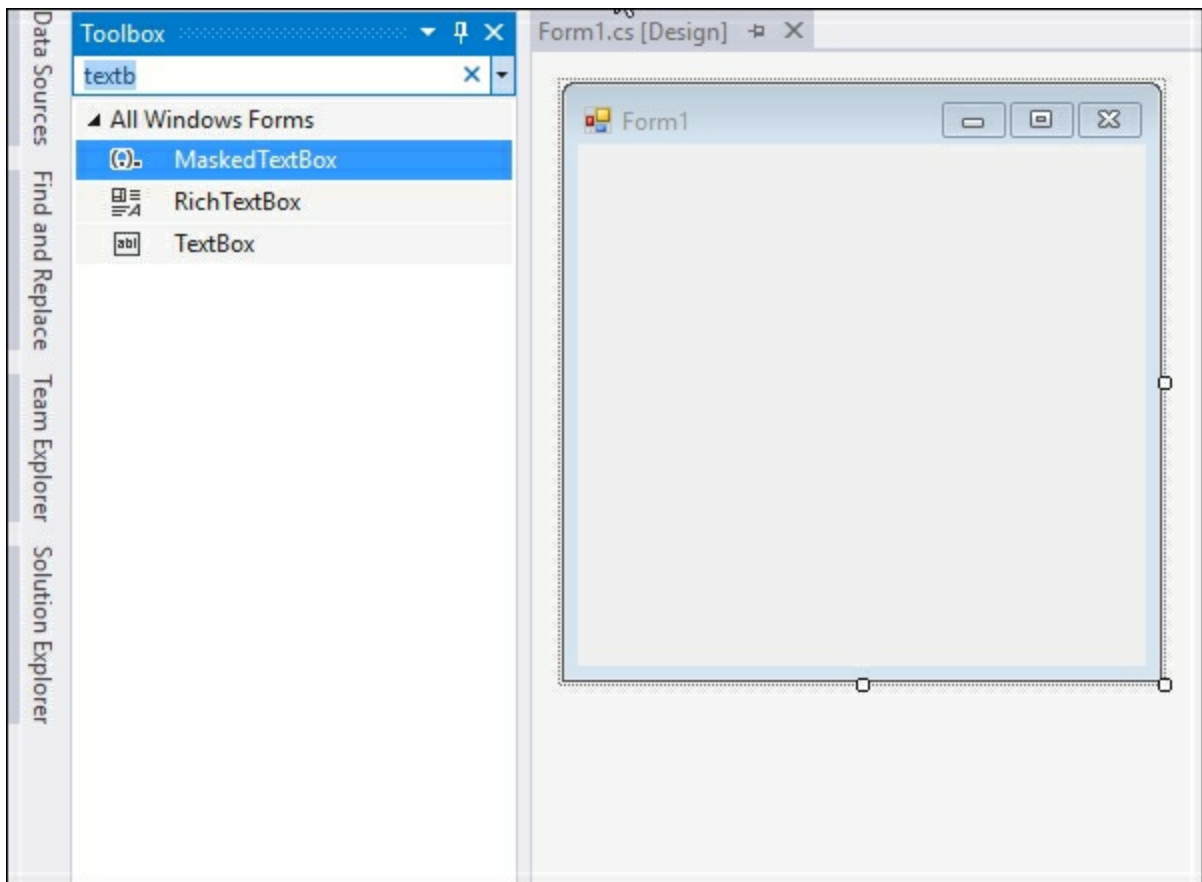 Data Sources
Find and Replace
Team Explorer
Solution Explorer
Toolbox
textb
All Windows Forms
MaskedTextBox
RichTextBox
abl TextBox
Form1.cs [Design]
Form1